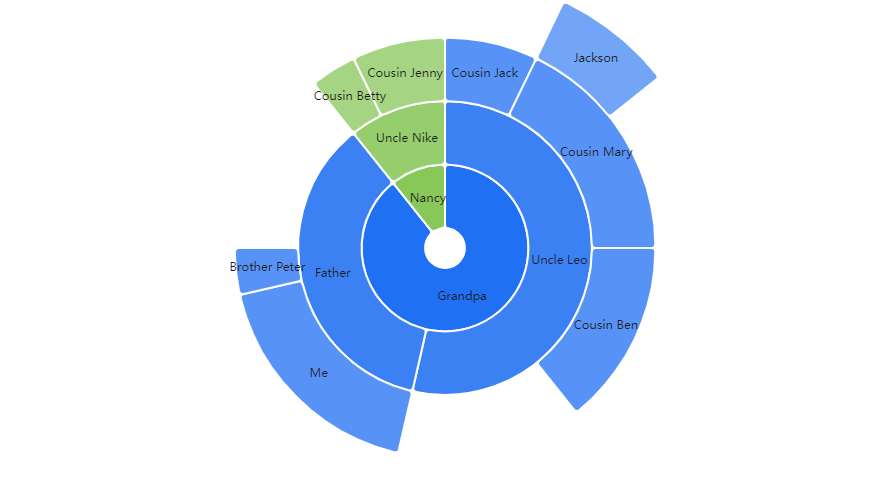 Jackson
Cousin Jenny
Cousin Jack
Cousin Betty
Uncle Nike
Cousin Mary
Nancy
Uncle Leo
Brother Peter
Father
Grandpa
Cousin Ben
Me